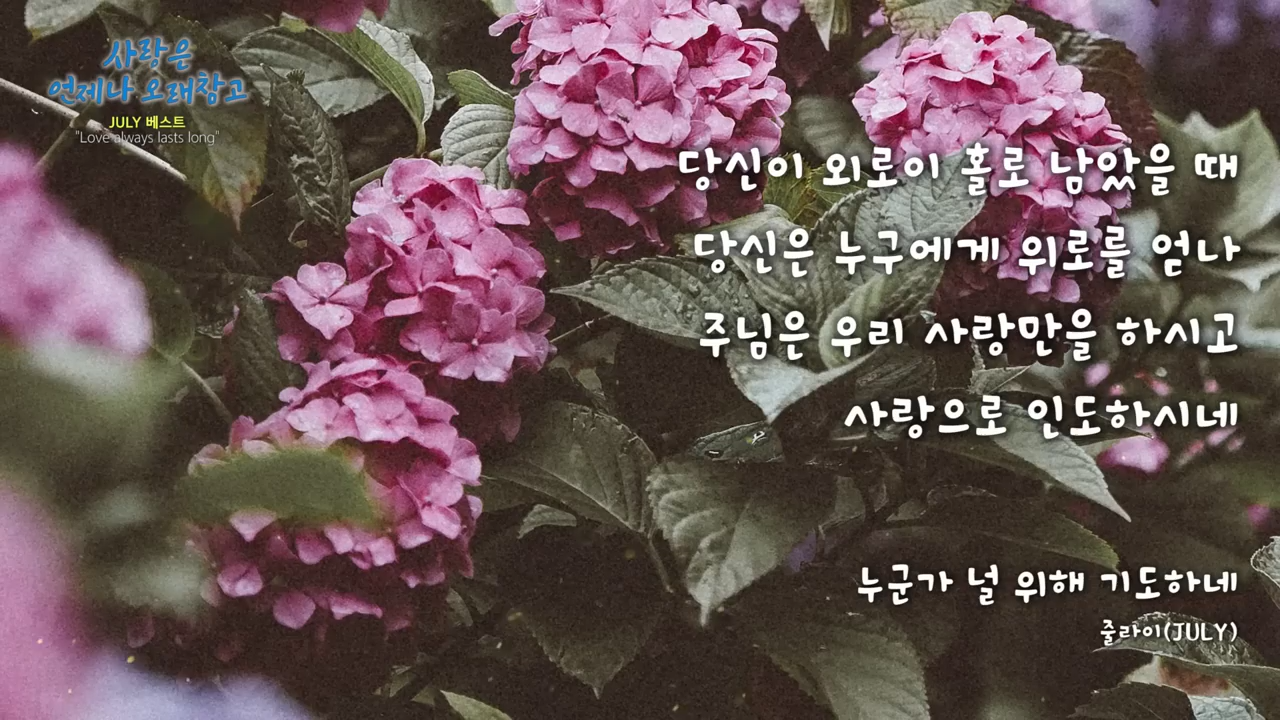 사랑은
언제나 오래참고
JULY 베스트
"Love always lasts long"
당신이 외로이 홀로 남았을 때
당신은 누구에게 위로를 얻나
주님은 우리 사랑만을 하시고
사랑으로 인도하시네
누군가 널 위해 기도하네
줄라이(JULY)